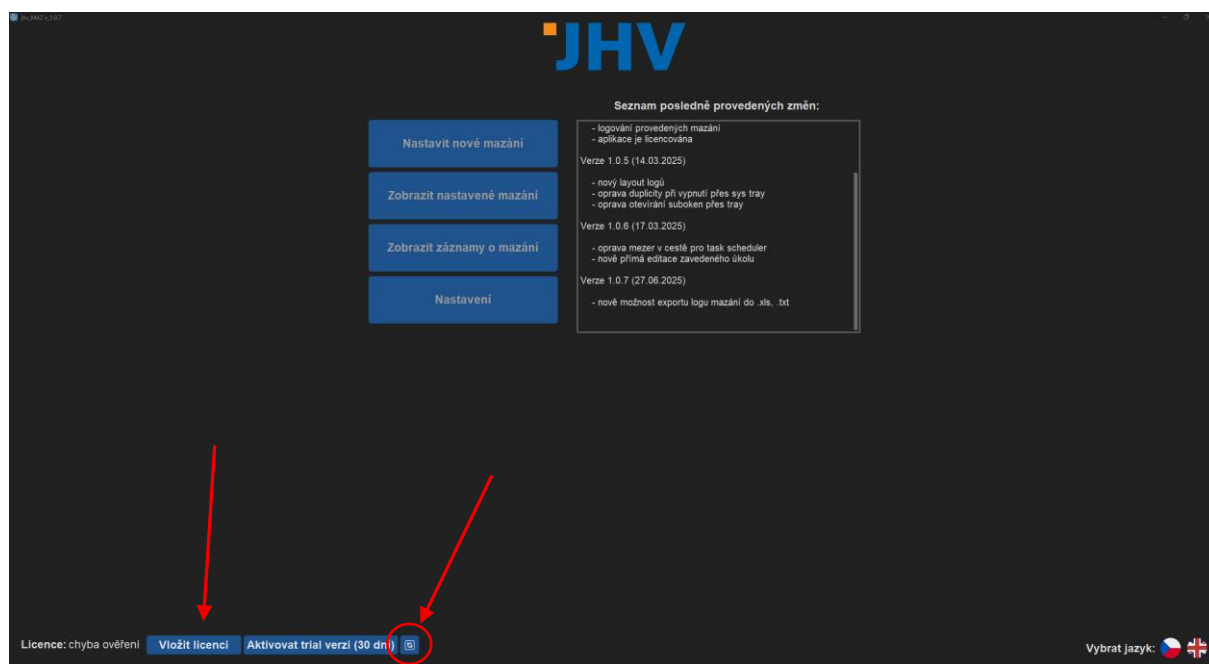 jhv_MAZ v_1.0.7
JHV
Seznam posledně provedených změn:
- logování provedených mazání
- aplikace je licencována
Verze 1.0.5 (14.03.2025)
- nový layout logů
- oprava duplicity při vypnutí přes sys tray
- oprava otevírání suboken přes tray
Verze 1.0.6 (17.03.2025)
- oprava mezer v cestě pro task scheduler
- nově přímá editace zavedeného úkolu
Verze 1.0.7 (27.06.2025)
- nově možnost exportu logu mazání do .xls, .txt
Nastavit nové mazání
Zobrazit nastavené mazání
Zobrazit záznamy o mazání
Nastavení
Licence: chyba ověření
Vložit licenci
Aktivovat trial verzi (30 dní)
Vybrat jazyk: